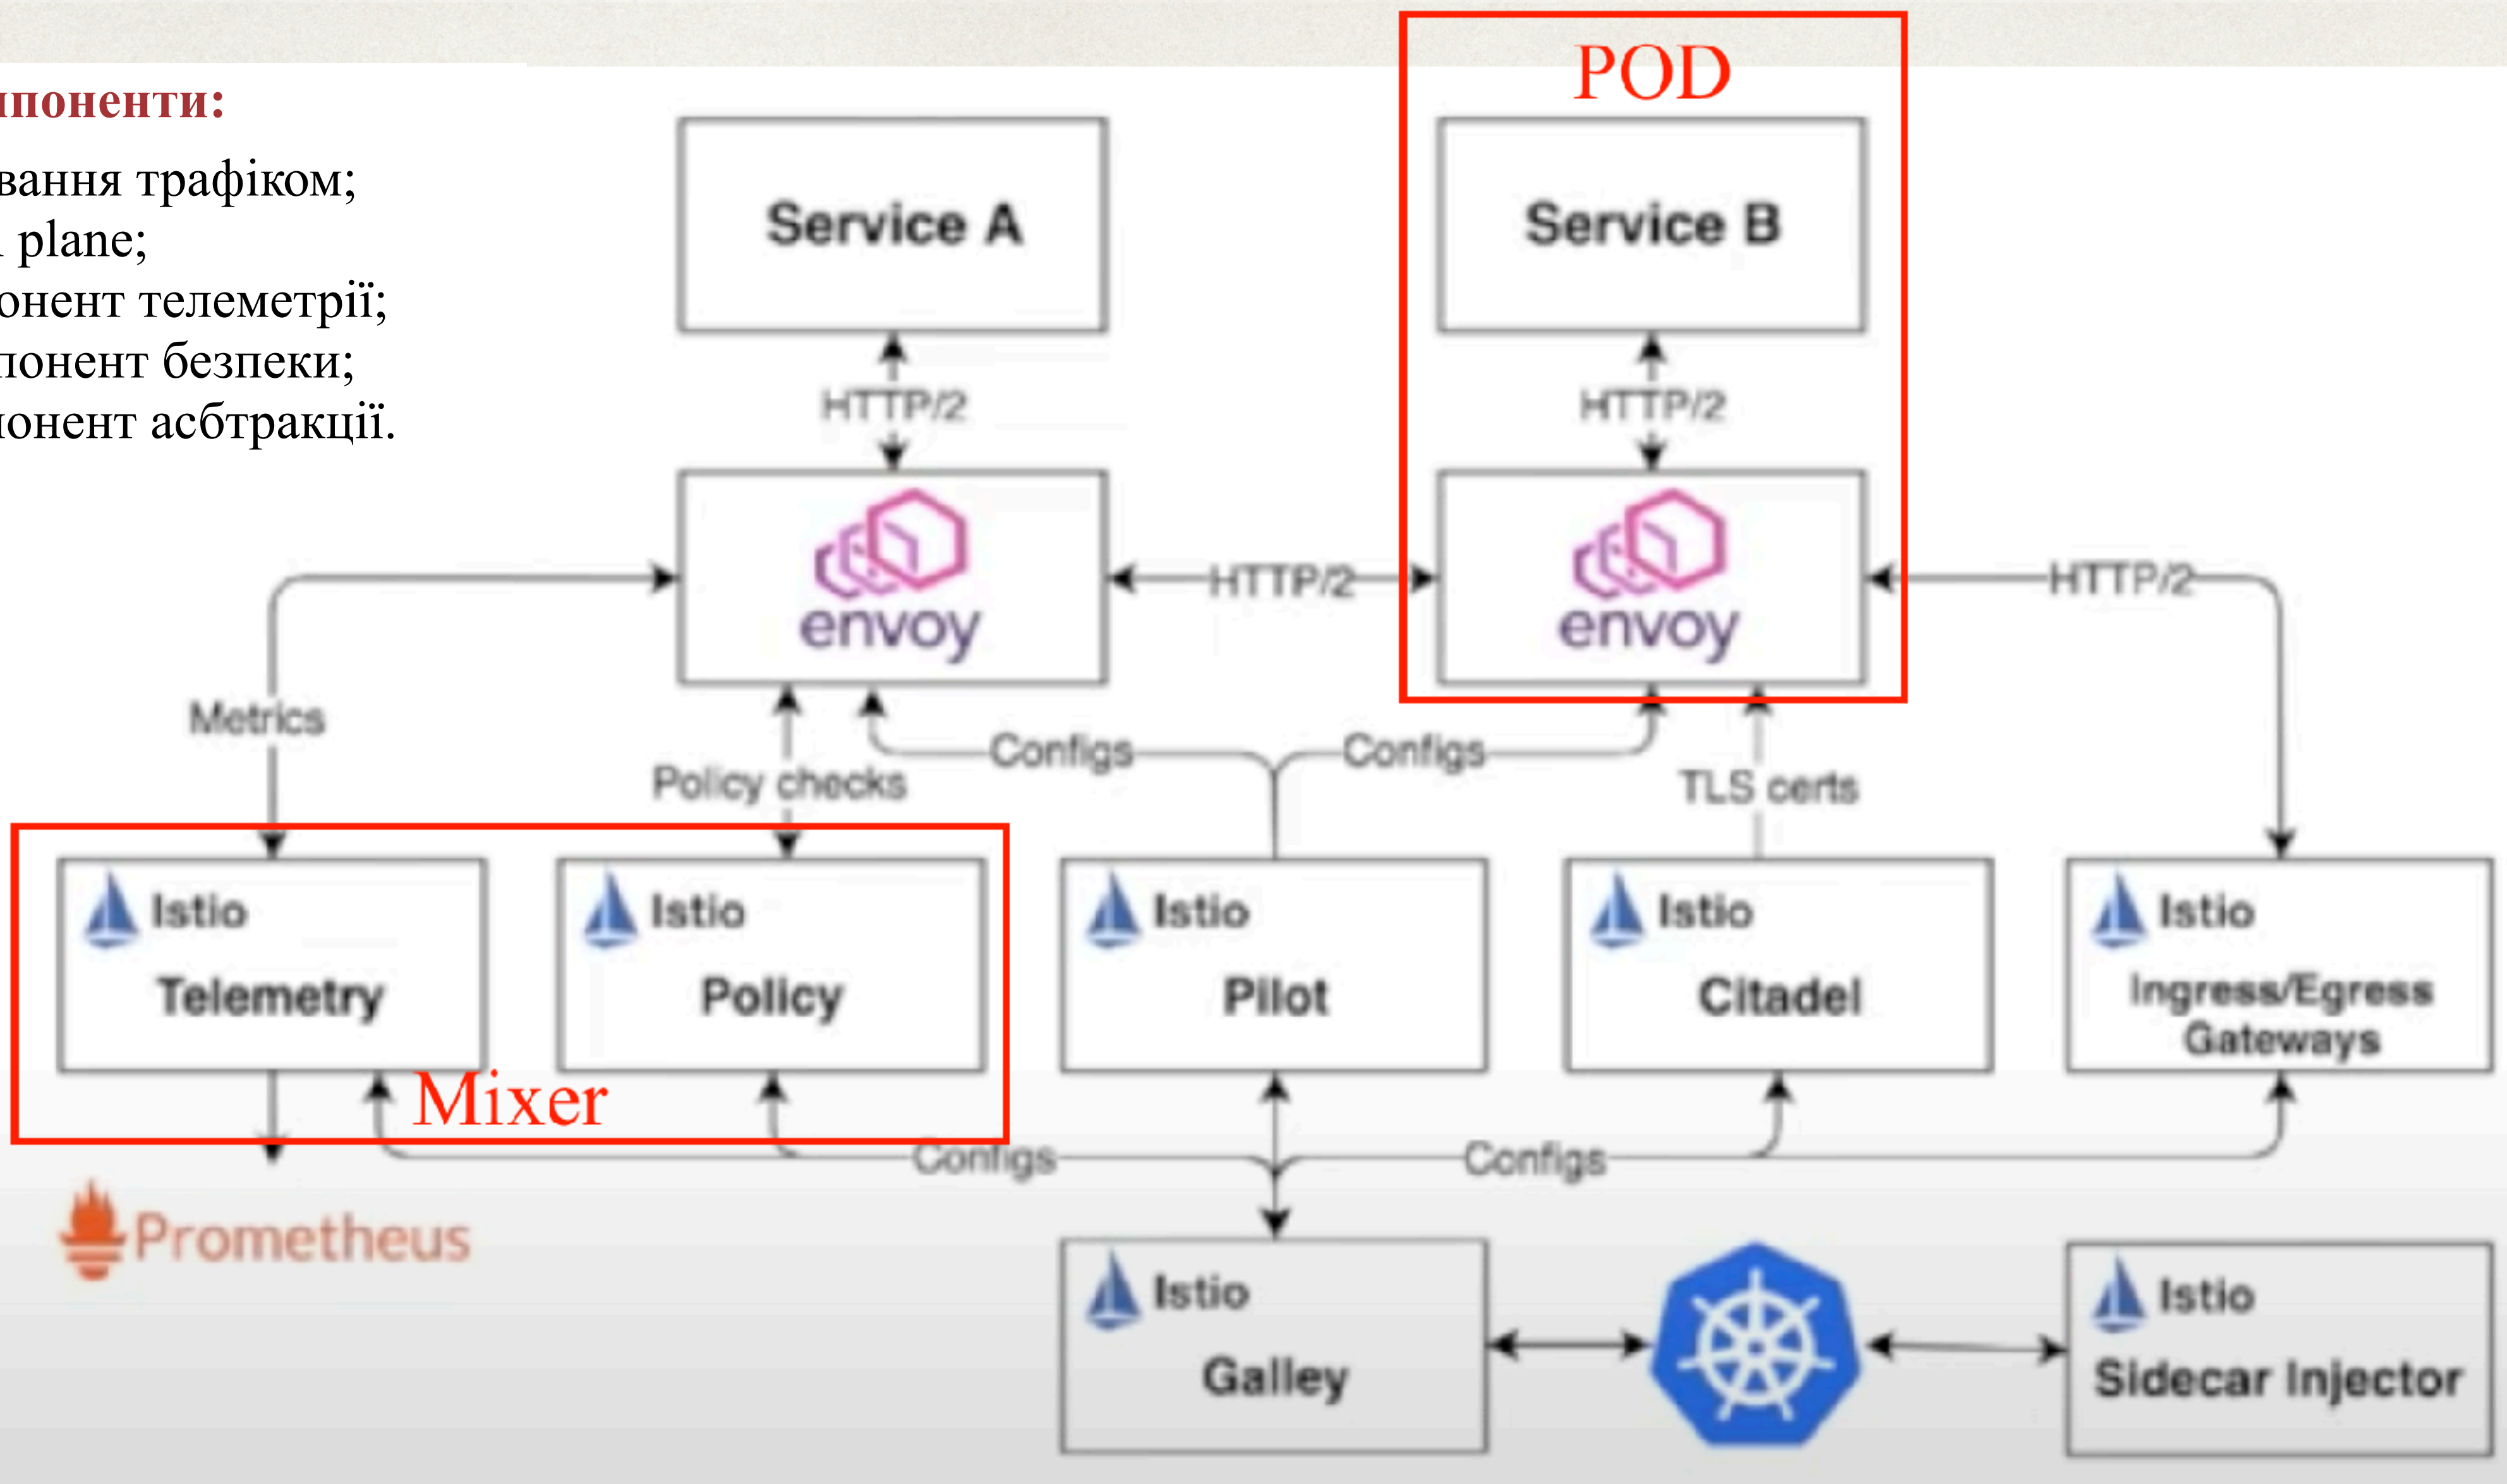 поненти:
вання трафіком;
plane;
онент телеметрії;
понент безпеки;
онент асбтракції.
POD
Service A
Service B
HTTP/2
HTTP/2
envoy
HTTP/2
envoy
HTTP/2
Metrics
Policy checks
Configs
Configs
TLS certs
Istio
Telemetry
Istio
Policy
Mixer
Istio
Pilot
Istio
Citadel
Istio
Ingress/Egress
Gateways
Configs
Configs
Prometheus
Istio
Galley
Istio
Sidecar Injector